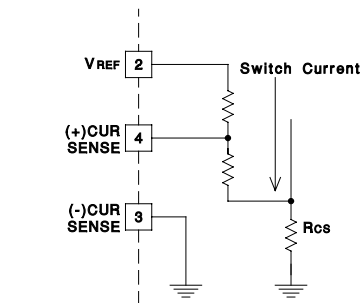 VREF 2
Switch Current
(+)CUR
SENSE 4
(-)CUR
SENSE 3
Rcs